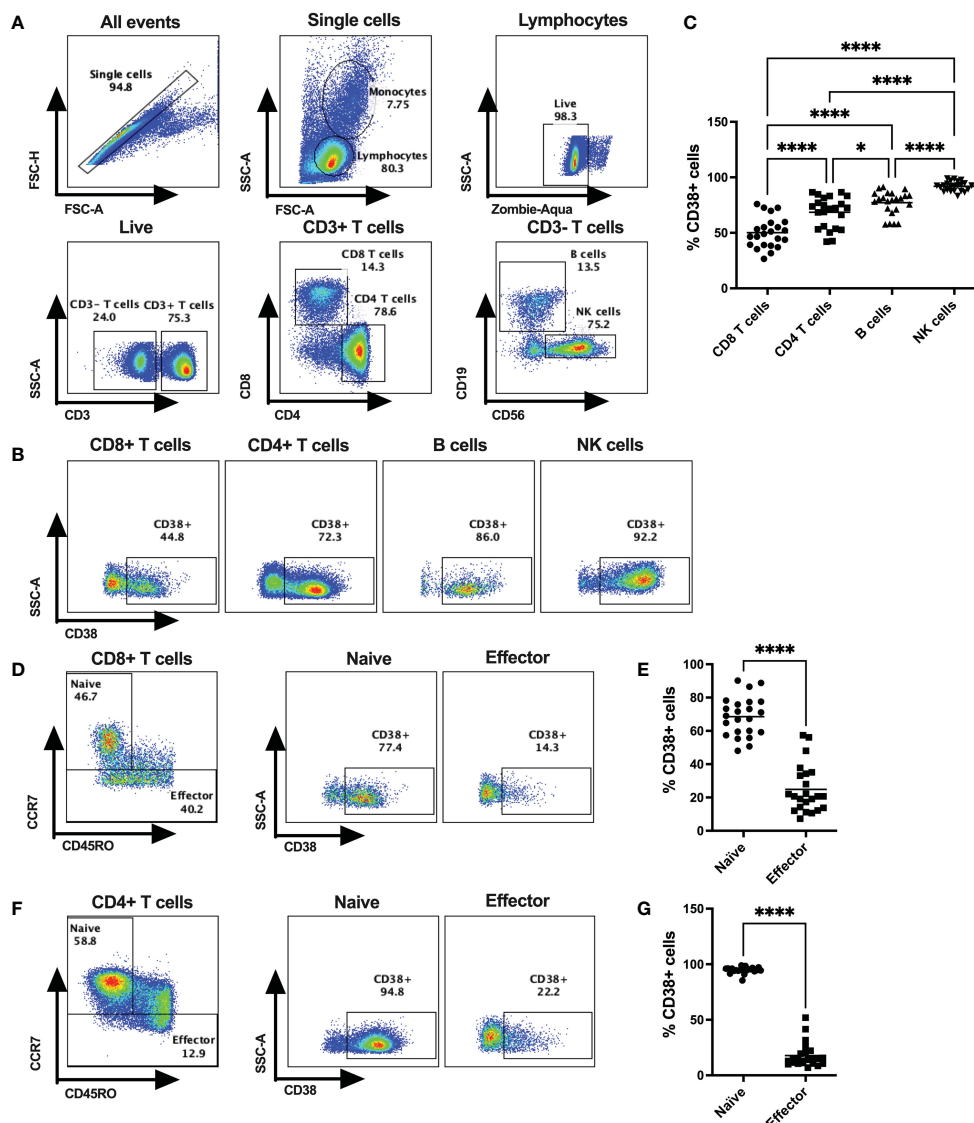 A
All events
Single cells
94.8
FSC-H
FSC-A
Single cells
Monocytes
7.75
Lymphocytes
80.3
SSC-A
FSC-A
Lymphocytes
Live
98.3
SSC-A
Zombie-Aqua
Live
CD3- T cells
24.0
CD3+ T cells
75.3
SSC-A
CD3
CD3+ T cells
CD8 T cells
14.3
CD4 T cells
78.6
CD8
CD4
CD3- T cells
B cells
13.5
NK cells
75.2
CD19
CD56
C
****
****
****
**** * ****
% CD38+ cells
150
100
50
0
CD8 T cells
CD4 T cells
B cells
NK cells
B
CD8+ T cells
CD38+
44.8
SSC-A
CD38
CD4+ T cells
CD38+
72.3
B cells
CD38+
86.0
NK cells
CD38+
92.2
D
CD8+ T cells
Naive
46.7
Effector
40.2
CCR7
CD45RO
Naive
CD38+
77.4
SSC-A
CD38
Effector
CD38+
14.3
E
****
% CD38+ cells
100
80
60
40
20
0
Naïve
Effector
F
CD4+ T cells
Naive
58.8
Effector
12.9
CCR7
CD45RO
Naive
CD38+
94.8
SSC-A
CD38
Effector
CD38+
22.2
G
****
% CD38+ cells
150
100
50
0
Naïve
Effector